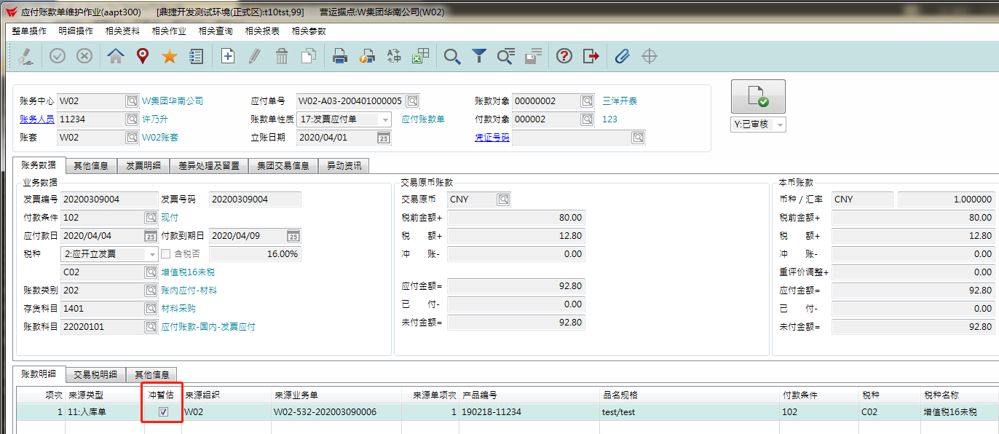 应付账款单维护作业(aapt300) [鼎捷开发测试环境(正式区):t10tst,99] 营运据点:W集团华南公司(W02)
整单操作 明细操作 相关资料 相关作业 相关查询 相关报表 相关参数
账务中心 W02 W集团华南公司 应付单号 W02-A03-200401000005 账款对象 00000002 三洋开泰
账务人员 11234 许乃升 账款单性质 17:发票应付单 应付账款单 付款对象 000002 123
账套 W02 W02账套 立账日期 2020/04/01 25 凭证号码
Y:已审核
账务数据 其他信息 发票明细 差异处理及留置 集团交易信息 异动资讯
业务数据 交易原币账款 本币账款
发票编号 20200309004 发票号码 20200309004 交易原币 CNY 币种/汇率 CNY 1.000000
付款条件 102 现付 税前金额+ 80.00 税前金额+ 80.00
应付款日 2020/04/04 25 付款到期日 2020/04/09 25 税 额+ 12.80 税 额+ 12.80
税种 2:应开立发票 含税否 16.00% 冲 账- 0.00 冲 账- 0.00
C02 增值税16未税 重评价调整+ 0.00
账款类别 202 账内应付-材料 应付金额= 92.80 应付金额= 92.80
存货科目 1401 材料采购 已 付- 0.00 已 付- 0.00
账款科目 22020101 应付账款-国内-发票应付 未付金额= 92.80 未付金额= 92.80
账款明细 交易税明细 其他信息
项次 来源类型 冲暂估 来源组织 来源业务单 来源单项次 产品编号 品名规格 付款条件 税种 税种名称
1 11:入库单 W02 W02-532-202003090006 1 190218-11234 test/test 102 C02 增值税16未税